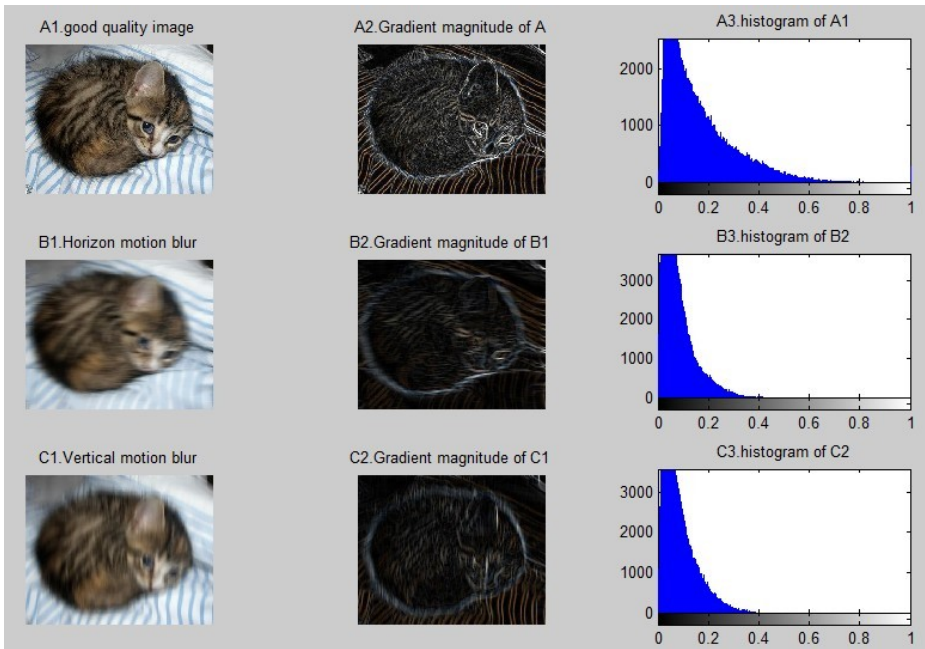 A1.good quality image
A2.Gradient magnitude of A
A3.histogram of A1
2000
1000
0
0 0.2 0.4 0.6 0.8 1
B1.Horizon motion blur
B2.Gradient magnitude of B1
B3.histogram of B2
3000
2000
1000
0
0 0.2 0.4 0.6 0.8 1
C1.Vertical motion blur
C2.Gradient magnitude of C1
C3.histogram of C2
3000
2000
1000
0
0 0.2 0.4 0.6 0.8 1